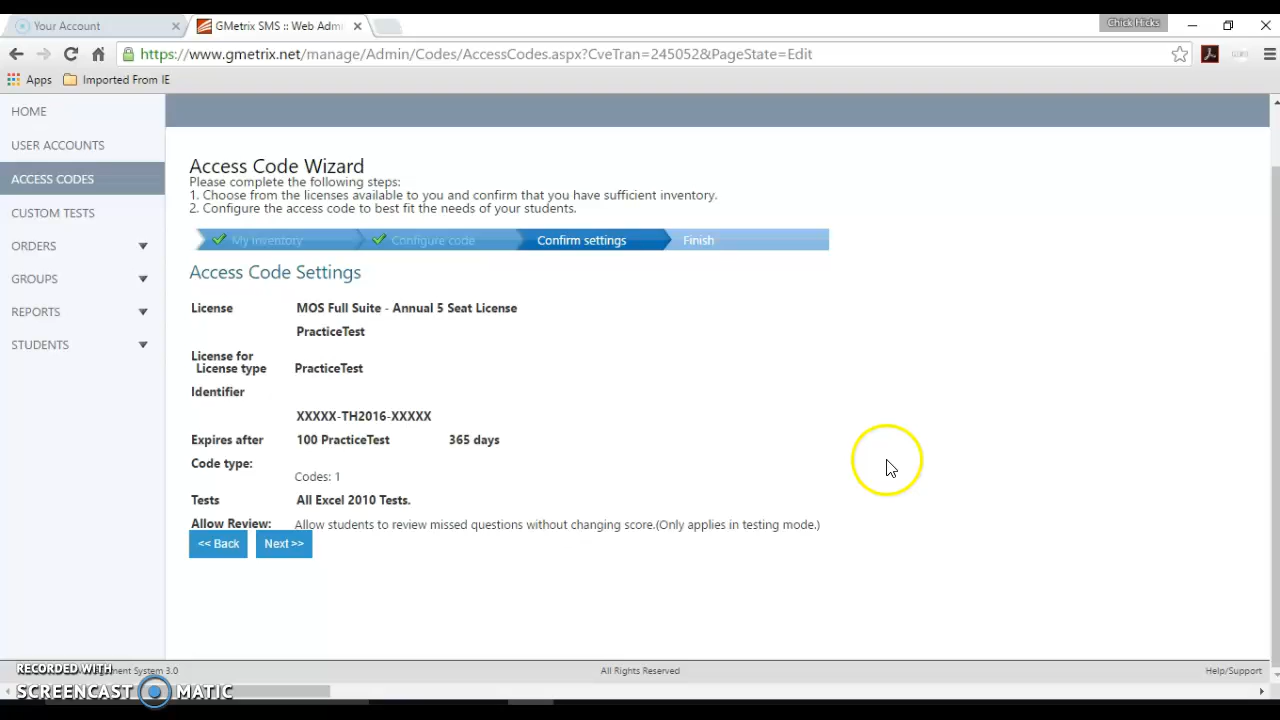 Your Account
GMetrix SMS :: Web Admi
Chick Hicks
https://www.gmetrix.net/manage/Admin/Codes/AccessCodes.aspx?CveTran=245052&PageState=Edit
Apps
Imported From IE
HOME
USER ACCOUNTS
ACCESS CODES
CUSTOM TESTS
ORDERS
GROUPS
REPORTS
STUDENTS
Access Code Wizard
Please complete the following steps:
1. Choose from the licenses available to you and confirm that you have sufficient inventory.
2. Configure the access code to best fit the needs of your students.
My inventory
Configure code
Confirm settings
Finish
Access Code Settings
License MOS Full Suite - Annual 5 Seat License
PracticeTest
License for
License type PracticeTest
Identifier
XXXXX-TH2016-XXXXX
Expires after 100 PracticeTest 365 days
Code type:
Codes: 1
Tests All Excel 2010 Tests.
Allow Review: Allow students to review missed questions without changing score.(Only applies in testing mode.)
<< Back
Next >>
System 3.0
All Rights Reserved
Help/Support
RECORDED WITH
SCREENCAST MATIC